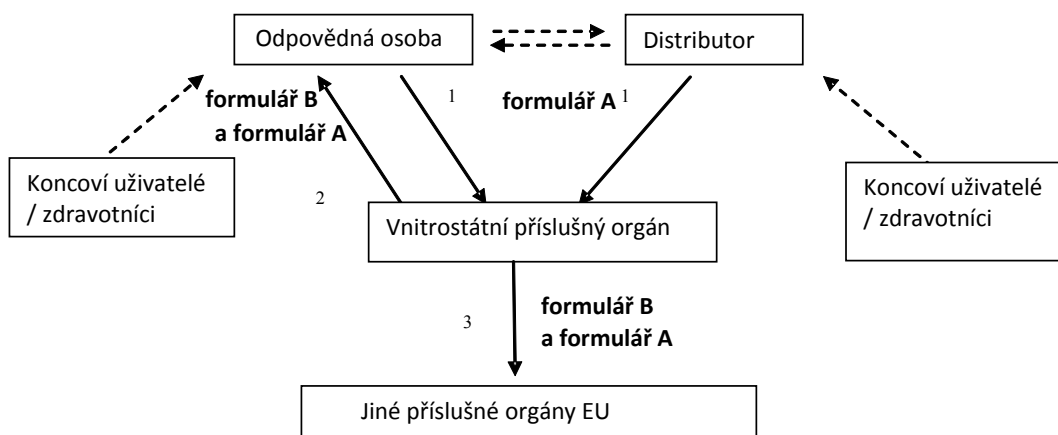 Odpovědná osoba
Distributor
formulář B
a formulář A
1
formulář A
1
Koncoví uživatelé
/ zdravotníci
2
Vnitrostátní příslušný orgán
Koncoví uživatelé
/ zdravotníci
3
formulář B
a formulář A
Jiné příslušné orgány EU